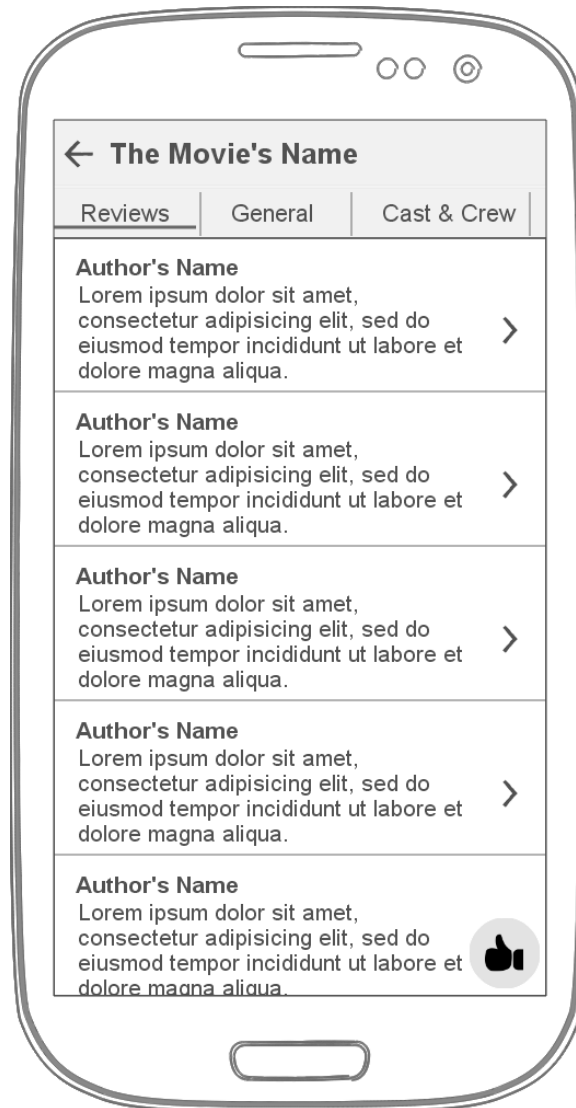 The Movie's Name
Reviews General Cast & Crew
Author's Name
Lorem ipsum dolor sit amet,
consectetur adipisicing elit, sed do
eiusmod tempor incididunt ut labore et
dolore magna aliqua.
Author's Name
Lorem ipsum dolor sit amet,
consectetur adipisicing elit, sed do
eiusmod tempor incididunt ut labore et
dolore magna aliqua.
Author's Name
Lorem ipsum dolor sit amet,
consectetur adipisicing elit, sed do
eiusmod tempor incididunt ut labore et
dolore magna aliqua.
Author's Name
Lorem ipsum dolor sit amet,
consectetur adipisicing elit, sed do
eiusmod tempor incididunt ut labore et
dolore magna aliqua.
Author's Name
Lorem ipsum dolor sit amet,
consectetur adipisicing elit, sed do
eiusmod tempor incididunt ut labore et
dolore magna aliqua.